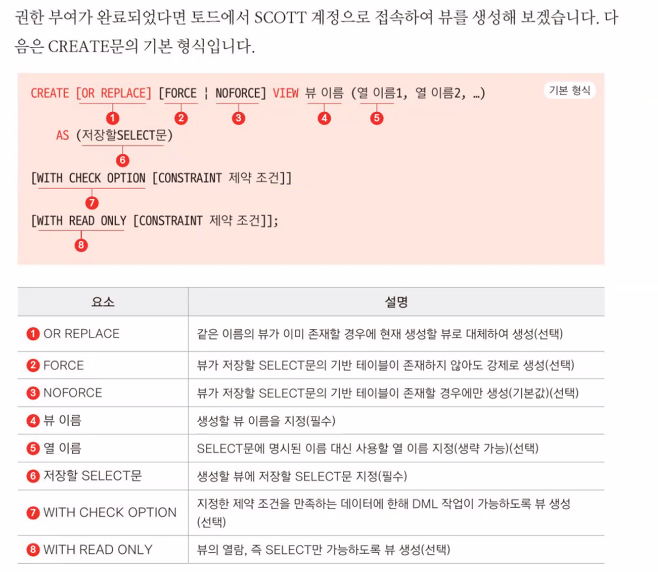 권한 부여가 완료되었다면 토드에서 SCOTT 계정으로 접속하여 뷰를 생성해 보겠습니다. 다
음은 CREATE문의 기본 형식입니다.
CREATE [OR REPLACE] [FORCE | NOFORCE] VIEW 뷰 이름 (열 이름1, 열 이름2, …)
기본 형식
1 2 3 4 5
AS (저장할SELECT문)
6
[WITH CHECK OPTION [CONSTRAINT 제약 조건]]
7
[WITH READ ONLY [CONSTRAINT 제약 조건]];
8
요소 설명
1 OR REPLACE 같은 이름의 뷰가 이미 존재할 경우에 현재 생성할 뷰로 대체하여 생성(선택)
2 FORCE 뷰가 저장할 SELECT문의 기반 테이블이 존재하지 않아도 강제로 생성(선택)
3 NOFORCE 뷰가 저장할 SELECT문의 기반 테이블이 존재할 경우에만 생성(기본값)(선택)
4 뷰 이름 생성할 뷰 이름을 지정(필수)
5 열 이름 SELECT문에 명시된 이름 대신 사용할 열 이름 지정(생략 가능)(선택)
6 저장할 SELECT문 생성할 뷰에 저장할 SELECT문 지정(필수)
7 WITH CHECK OPTION 지정한 제약 조건을 만족하는 데이터에 한해 DML 작업이 가능하도록 뷰 생성
(선택)
8 WITH READ ONLY 뷰의 열람, 즉 SELECT만 가능하도록 뷰 생성(선택)